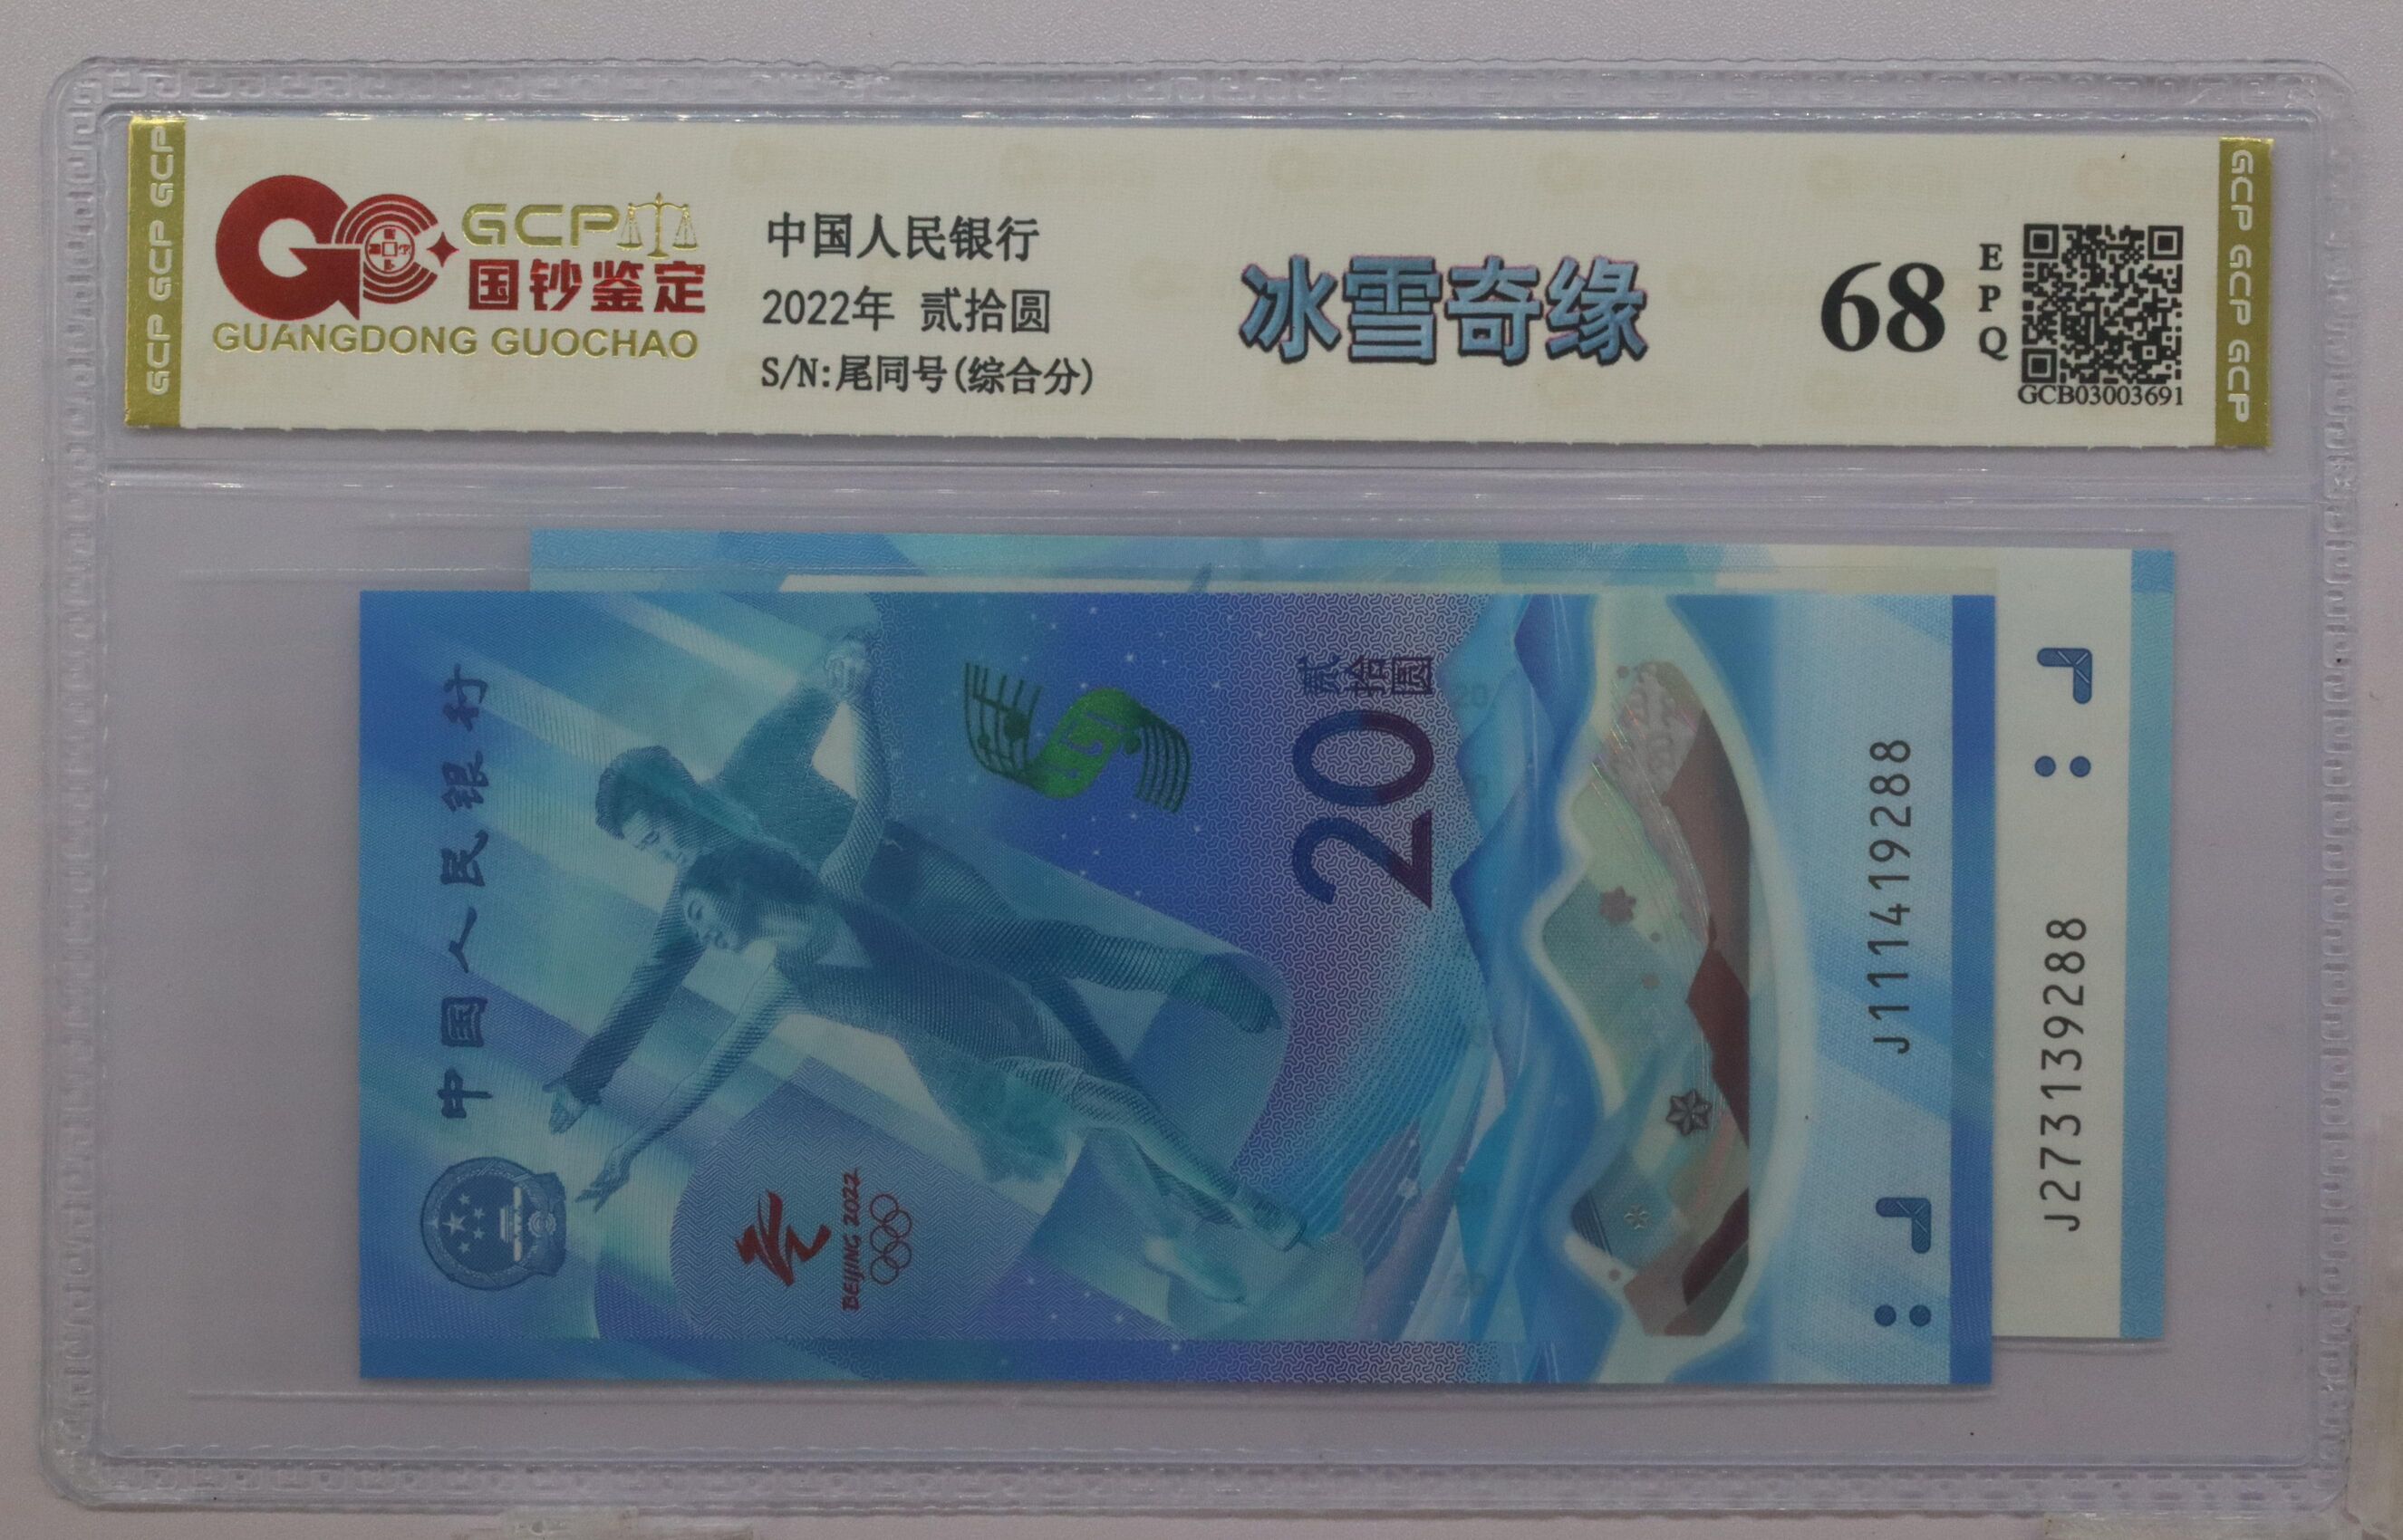 GCP GCP GCP
GCP
国钞鉴定
GUANGDONG GUOCHAO
中国人民银行
2022年 贰拾圆
S/N:尾同号(综合分)
冰雪奇缘
68
EPQ
GCB03003691
GCP GCP GCP GCP
中国人民银行
BEIJING 2022
贰拾圆
20
J111419288
J273139288